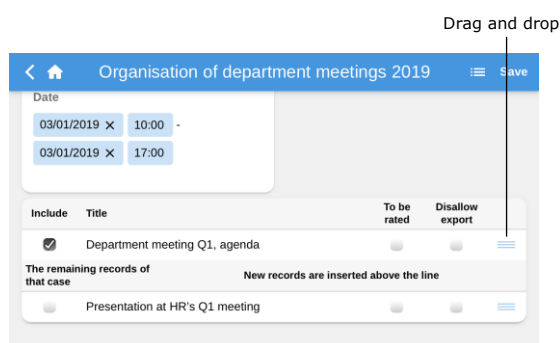 Drag and drop
Organisation of department meetings 2019 Save
Date
03/01/2019 × 10:00 -
03/01/2019 × 17:00
Include Title To be rated Disallow export
Department meeting Q1, agenda
The remaining records of that case New records are inserted above the line
Presentation at HR's Q1 meeting